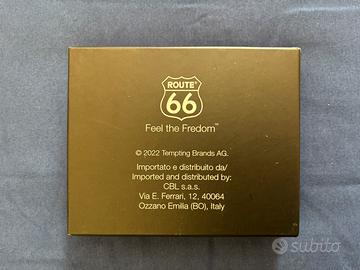 ROUTE®
66
Feel the Fredom™
© 2022 Tempting Brands AG.
Importato e distribuito da/
Imported and distributed by:
CBL s.a.s.
Via E. Ferrari, 12, 40064
Ozzano Emilia (BO), Italy
subito